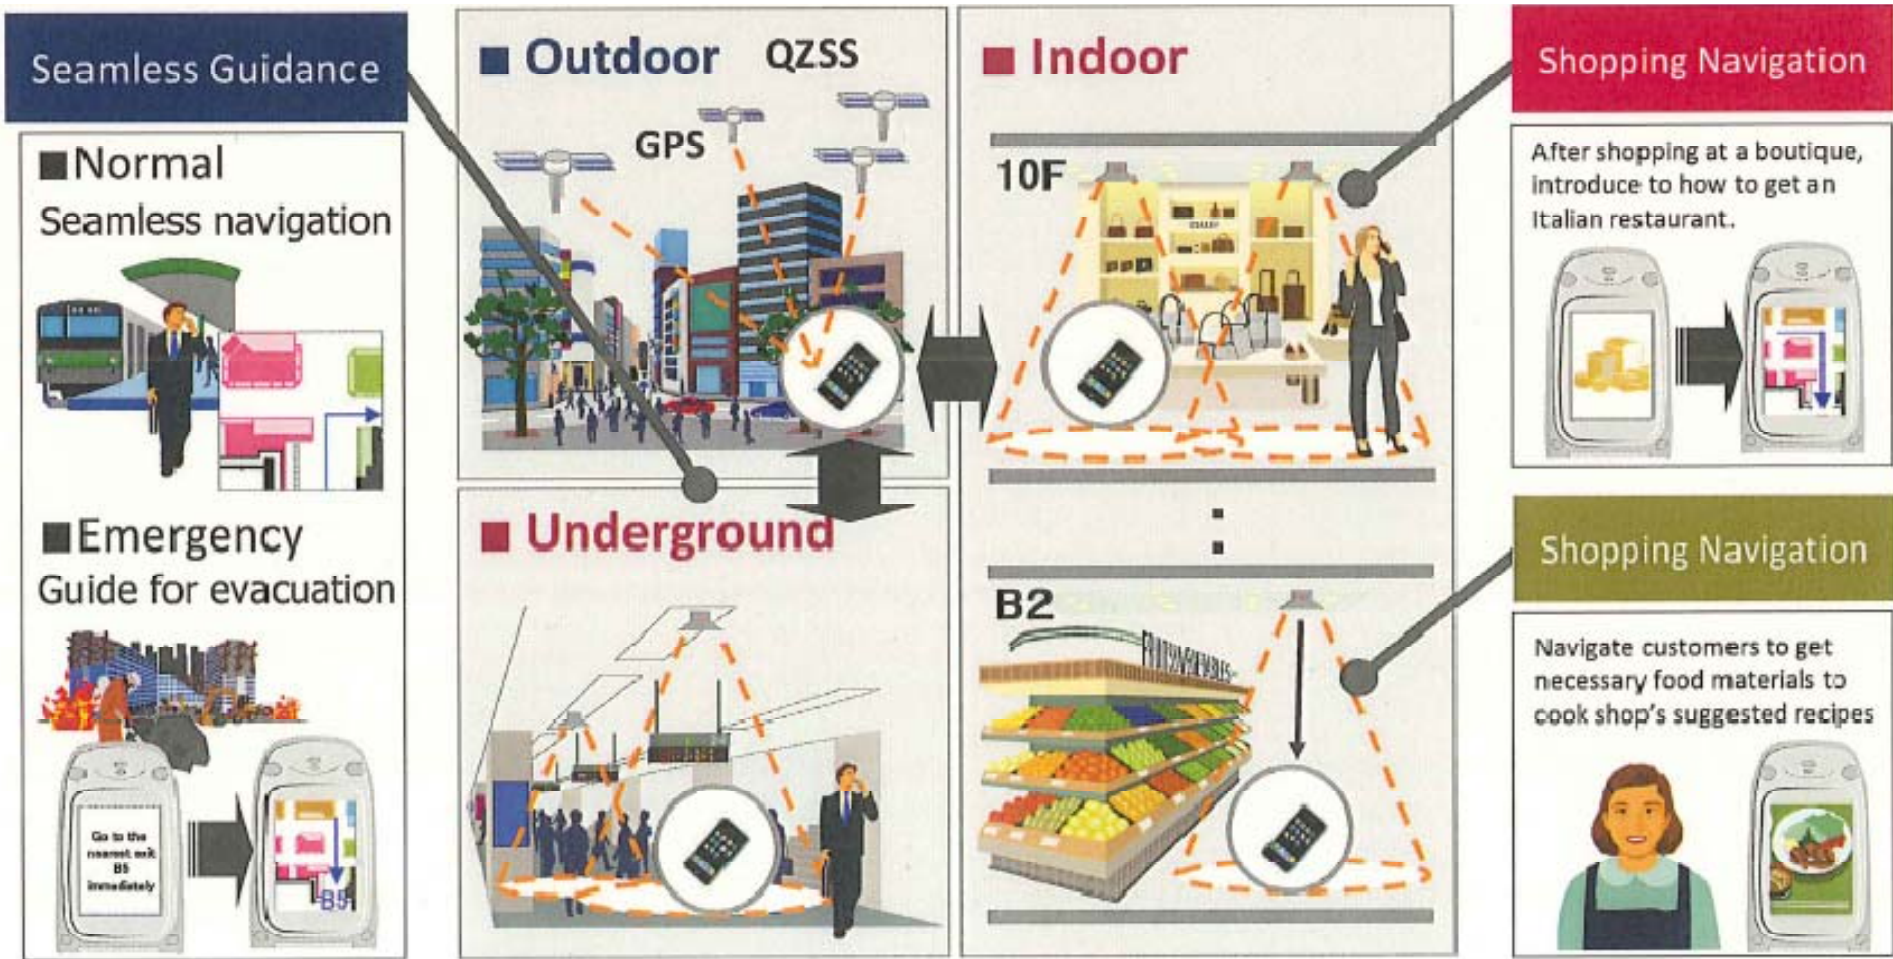 Seamless Guidance
■Normal
Seamless navigation
■Emergency
Guide for evacuation
Go to the
nearest exit
B5
immediately
B5
■ Outdoor
QZSS
GPS
■ Underground
■ Indoor
10F
:
B2
Shopping Navigation
After shopping at a boutique,
introduce to how to get an
Italian restaurant.
Shopping Navigation
Navigate customers to get
necessary food materials to
cook shop's suggested recipes